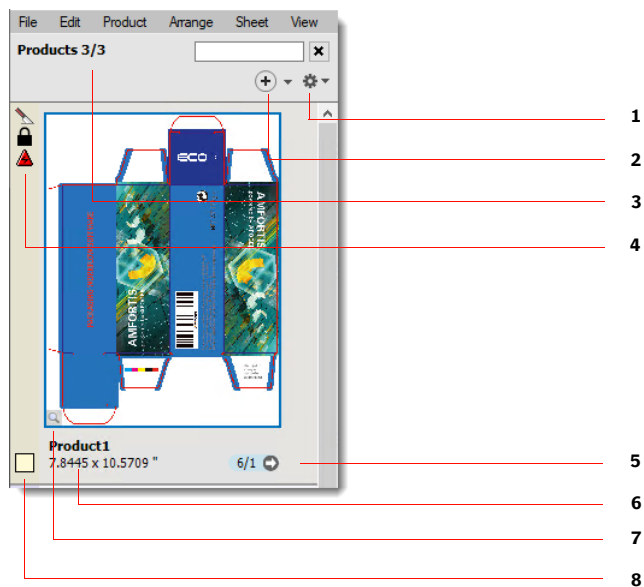 File Edit Product Arrange Sheet View
Products 3/3
1
2
3
4
ECO
AMFORTIS
AMFORTIS
Product1
7.8445 x 10.5709 "
6/1
5
6
7
8